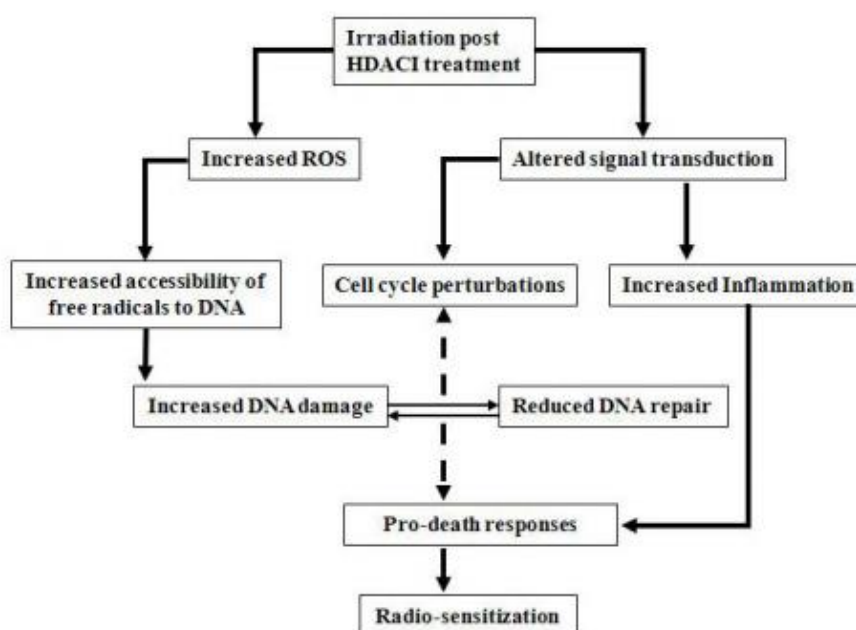 Irradiation post
HDACI treatment
Increased ROS
Altered signal transduction
Increased accessibility of
free radicals to DNA
Cell cycle perturbations
Increased Inflammation
Increased DNA damage
Reduced DNA repair
Pro-death responses
Radio-sensitization